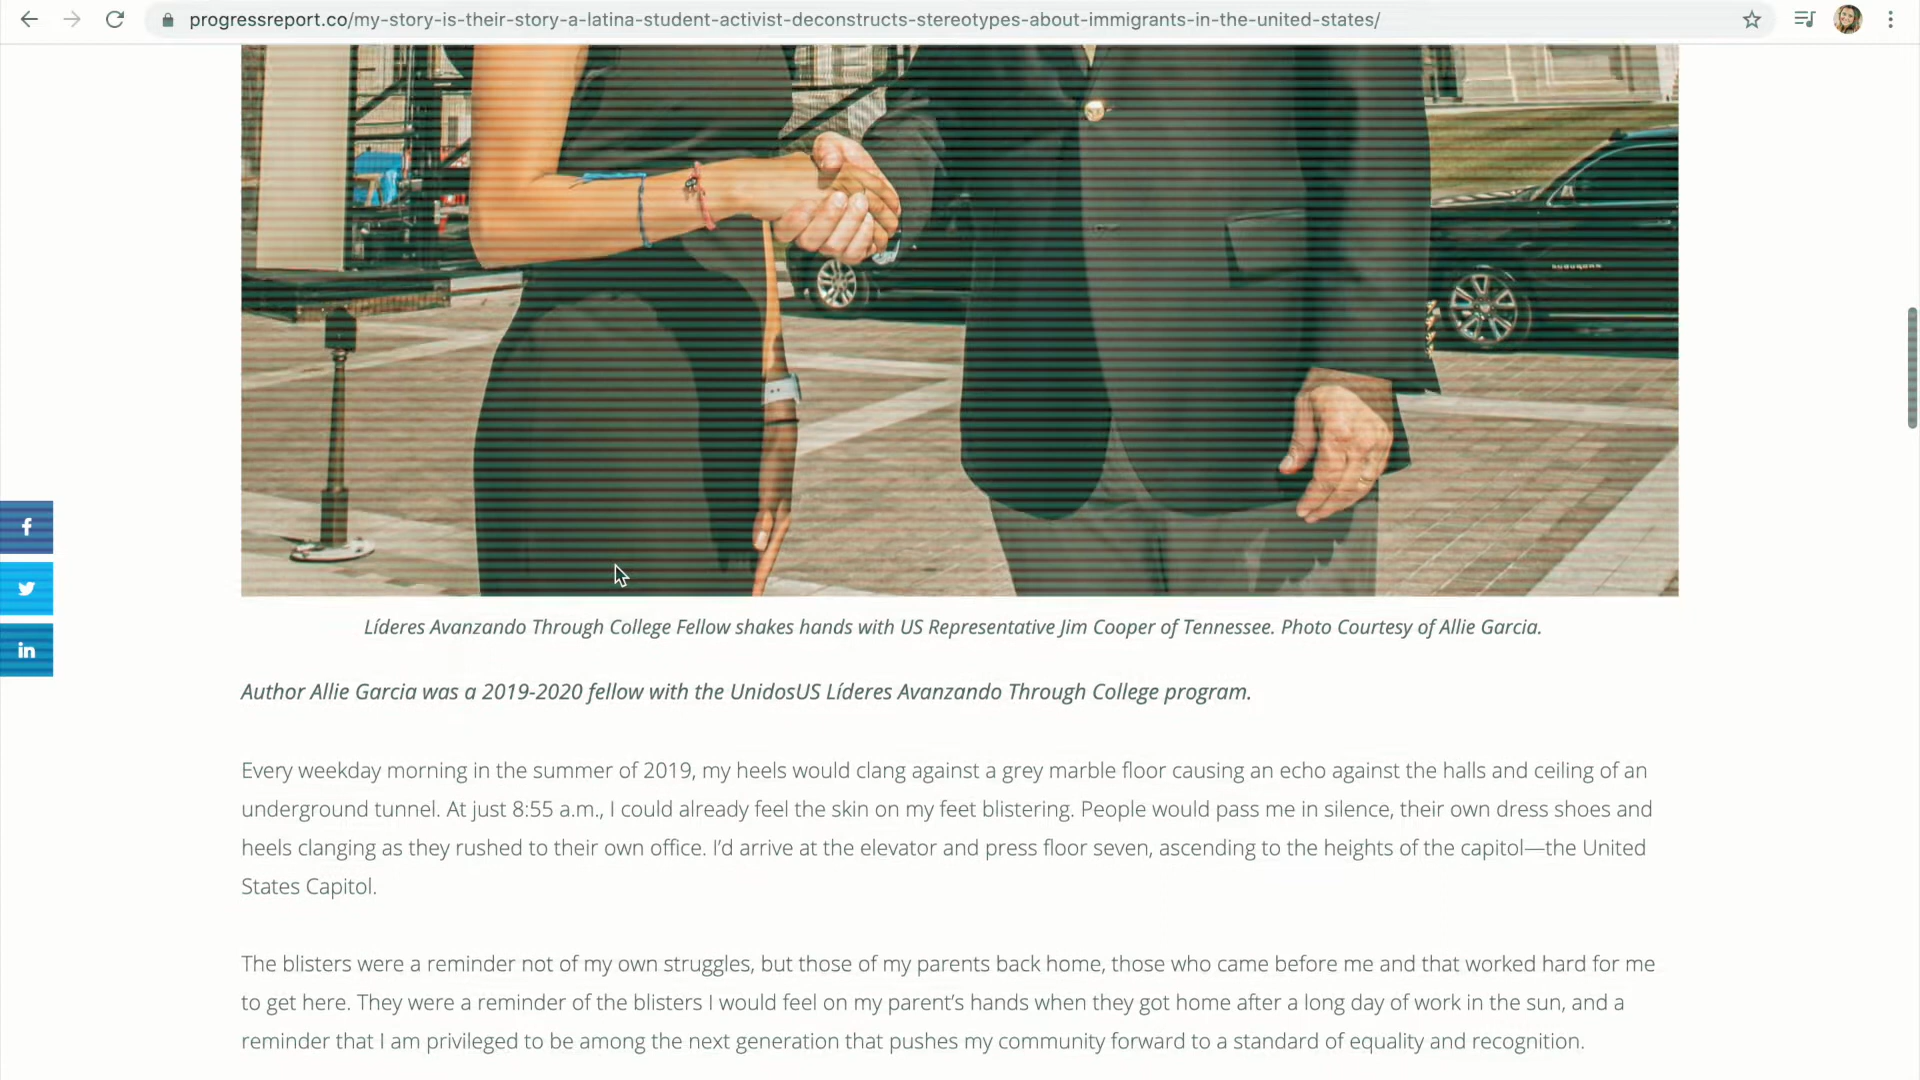 progressreport.co/my-story-is-their-story-a-latina-student-activist-deconstructs-stereotypes-about-immigrants-in-the-united-states/
f
in
Líderes Avanzando Through College Fellow shakes hands with US Representative Jim Cooper of Tennessee. Photo Courtesy of Allie Garcia.
Author Allie Garcia was a 2019-2020 fellow with the UnidosUS Líderes Avanzando Through College program.
Every weekday morning in the summer of 2019, my heels would clang against a grey marble floor causing an echo against the halls and ceiling of an
underground tunnel. At just 8:55 a.m., I could already feel the skin on my feet blistering. People would pass me in silence, their own dress shoes and
heels clanging as they rushed to their own office. I’d arrive at the elevator and press floor seven, ascending to the heights of the capitol—the United
States Capitol.
The blisters were a reminder not of my own struggles, but those of my parents back home, those who came before me and that worked hard for me
to get here. They were a reminder of the blisters I would feel on my parent’s hands when they got home after a long day of work in the sun, and a
reminder that I am privileged to be among the next generation that pushes my community forward to a standard of equality and recognition.